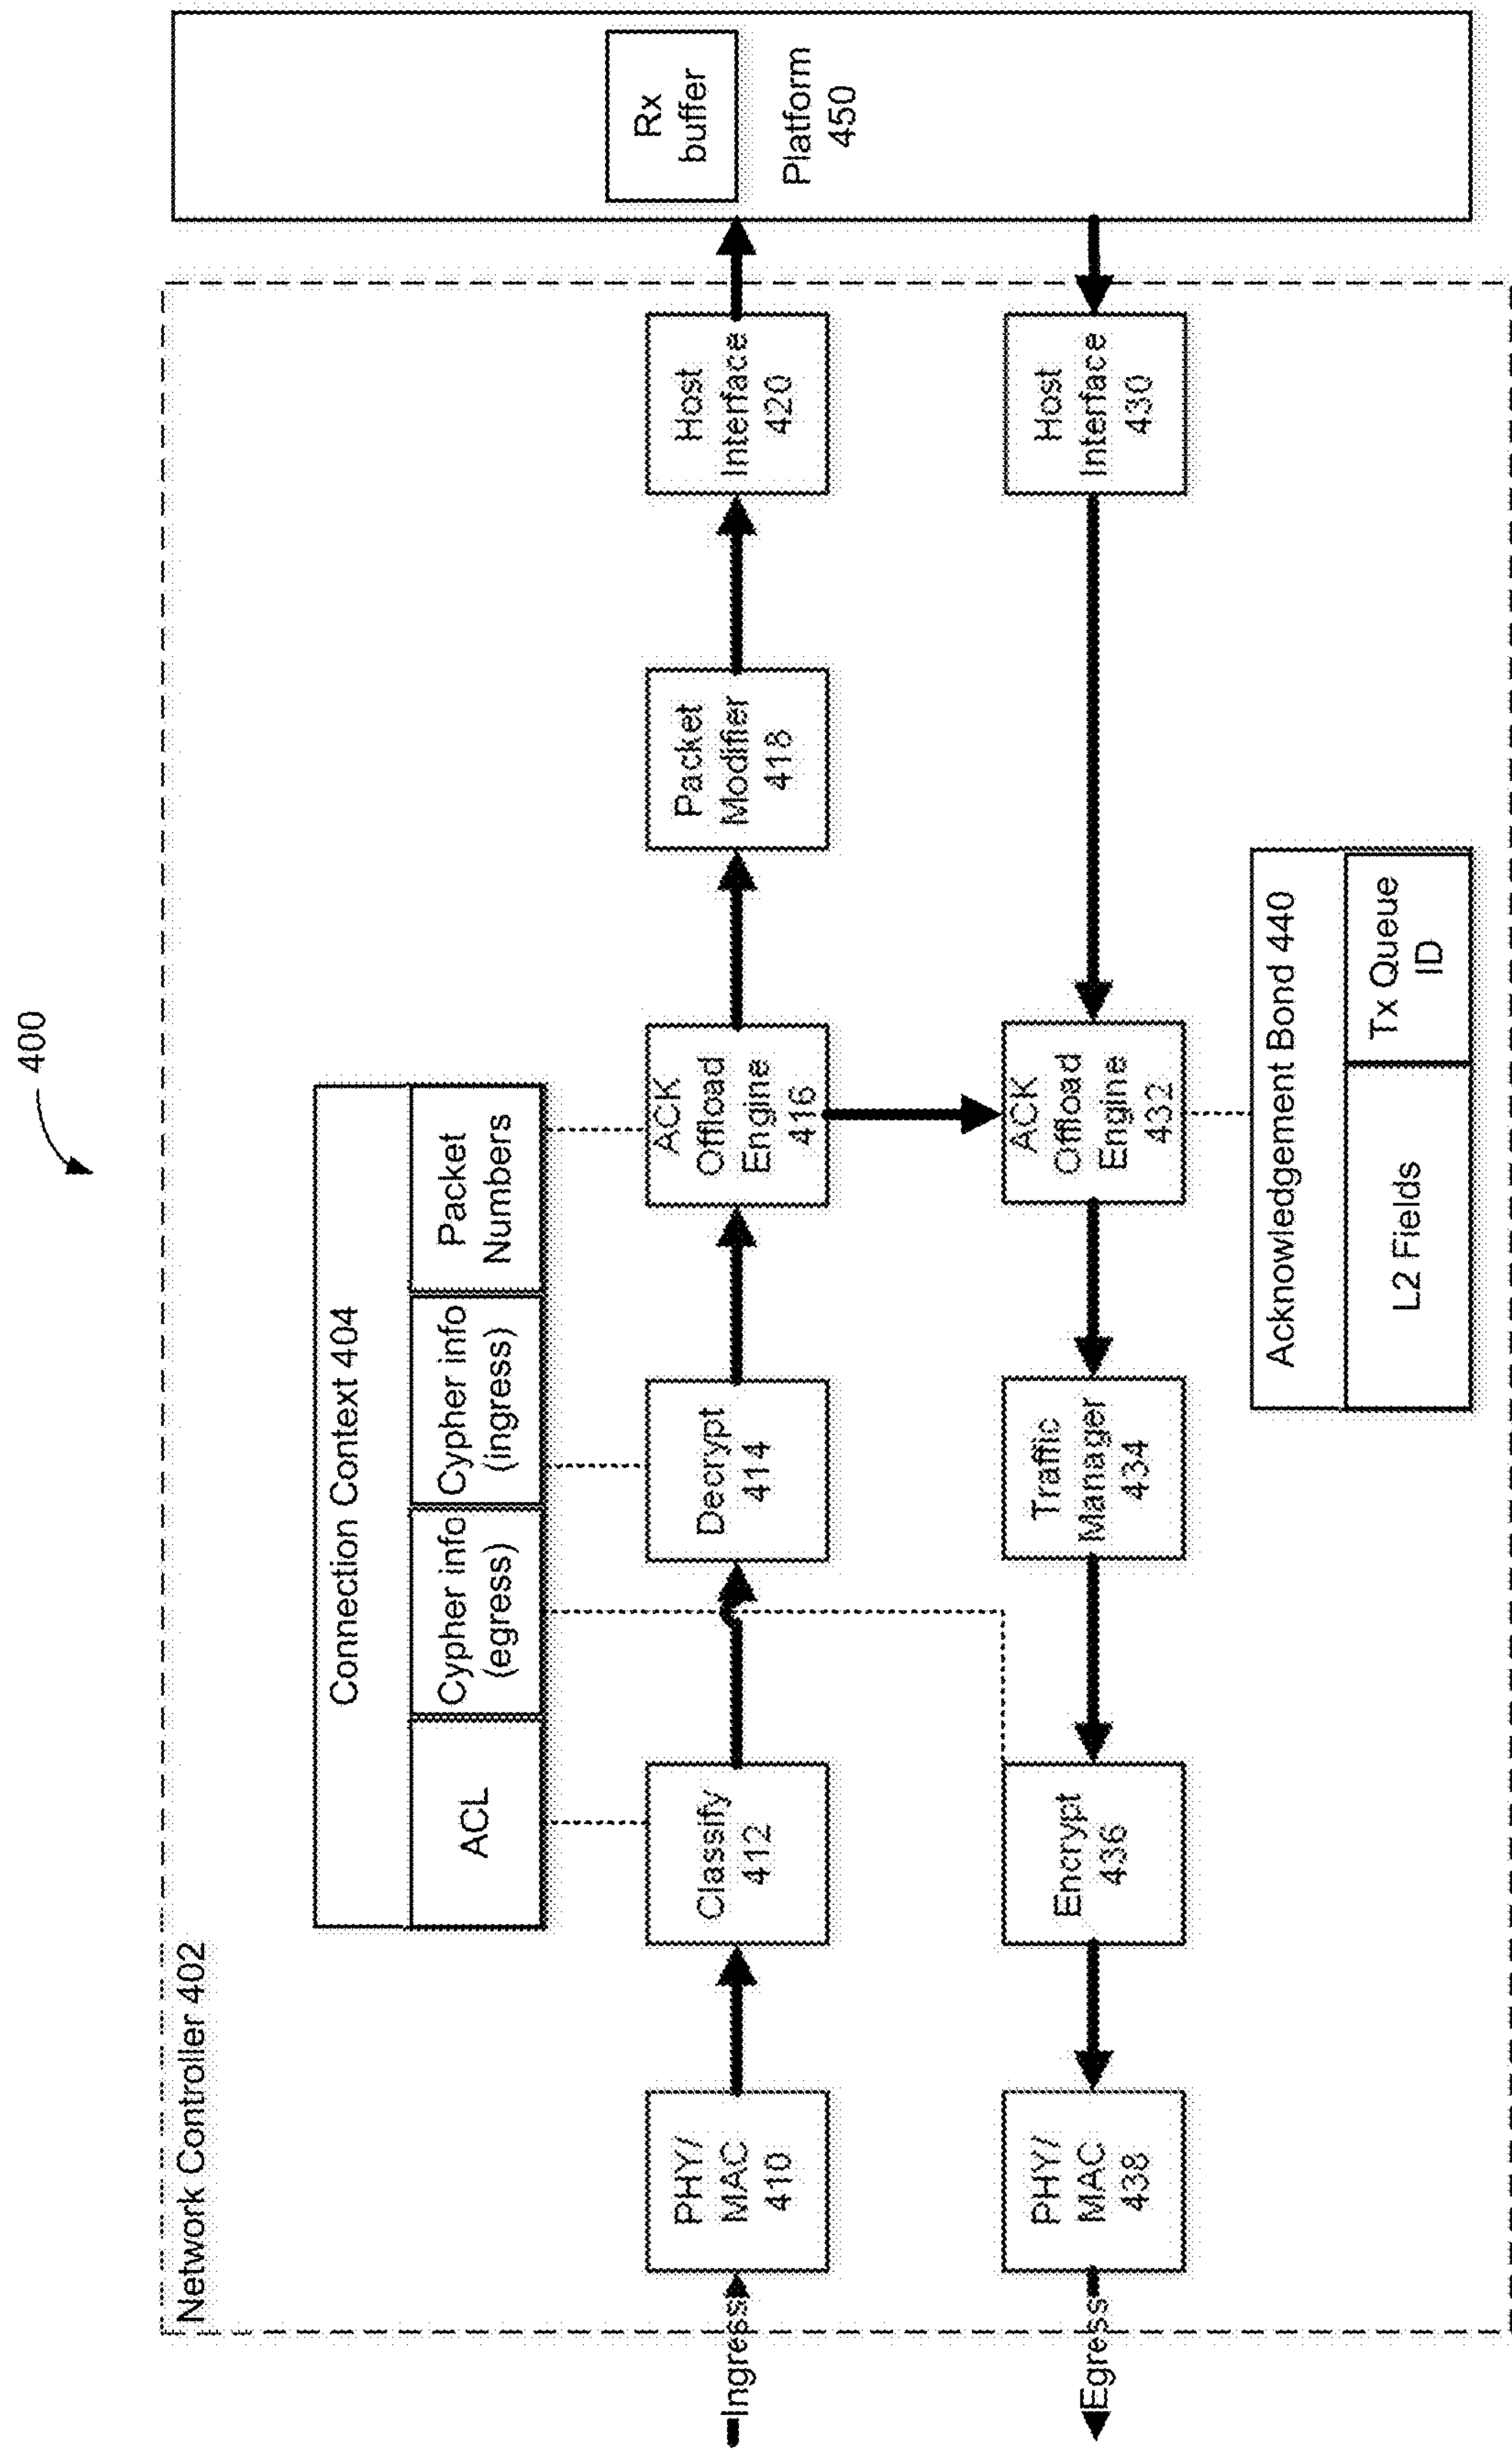 400
Network Controller 402
Connection Context 404
ACL
Cypher info
(egress)
Cypher info
(ingress)
Packet
Numbers
Ingress
PHY/
MAC
410
Classify
412
Decrypt
414
ACK
Offload
Engine
416
Packet
Modifier
418
Host
Interface
420
Rx
buffer
Platform
450
Egress
PHY/
MAC
438
Encrypt
436
Traffic
Manager
434
ACK
Offload
Engine
432
Host
Interface
430
Acknowledgement Bond 440
L2 Fields
Tx Queue
ID